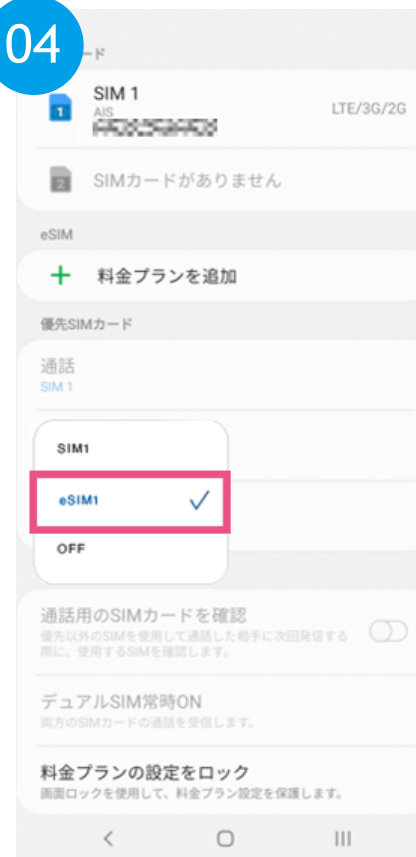 04
ード
SIM 1
1
AIS
LTE/3G/2G
2
SIMカードがありません
eSIM
料金プランを追加
優先SIMカード
通話
SIM 1
SIM1
eSIM1
OFF
通話用のSIMカードを確認
優先以外のSIMを使用して通話した相手に次回発信する
際に、使用するSIMを確認します。
デュアルSIM常時ON
両方のSIMカードの通話を受信します。
料金プランの設定をロック
画面ロックを使用して、料金プラン設定を保護します。